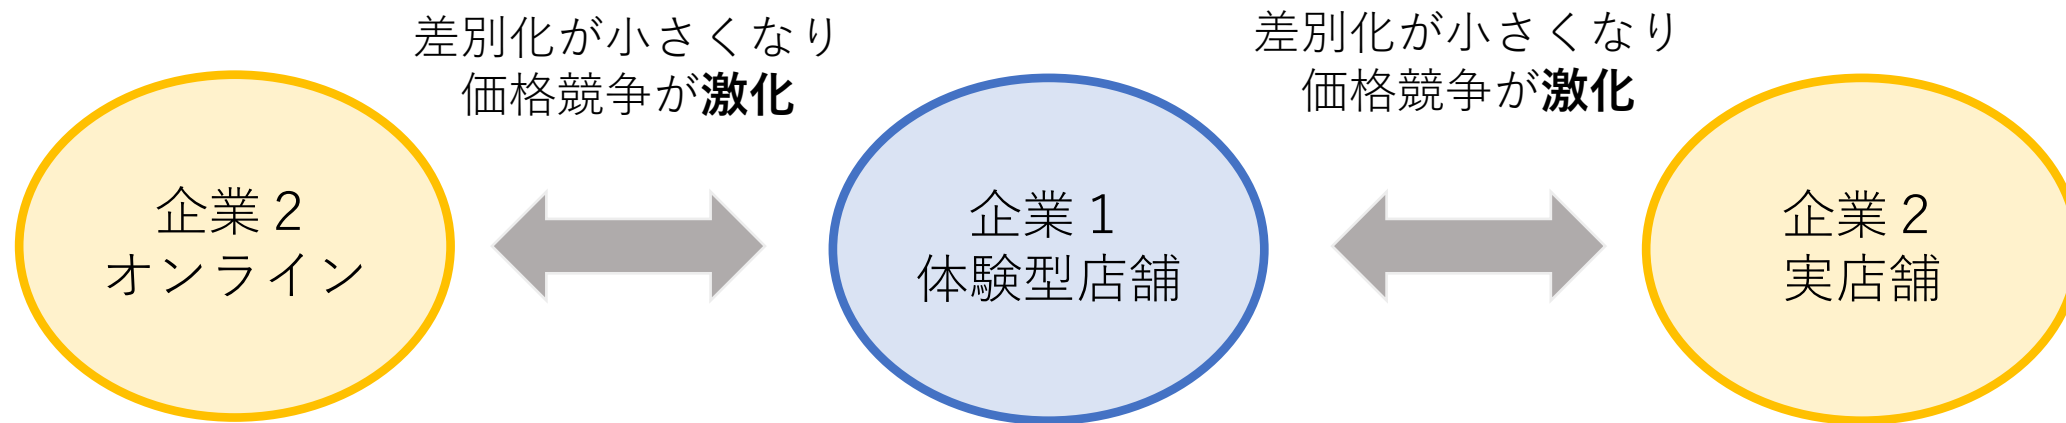 差別化が小さくなり
価格競争が激化
差別化が小さくなり
価格競争が激化
企業２
オンライン
企業１
体験型店舗
企業２
実店舗